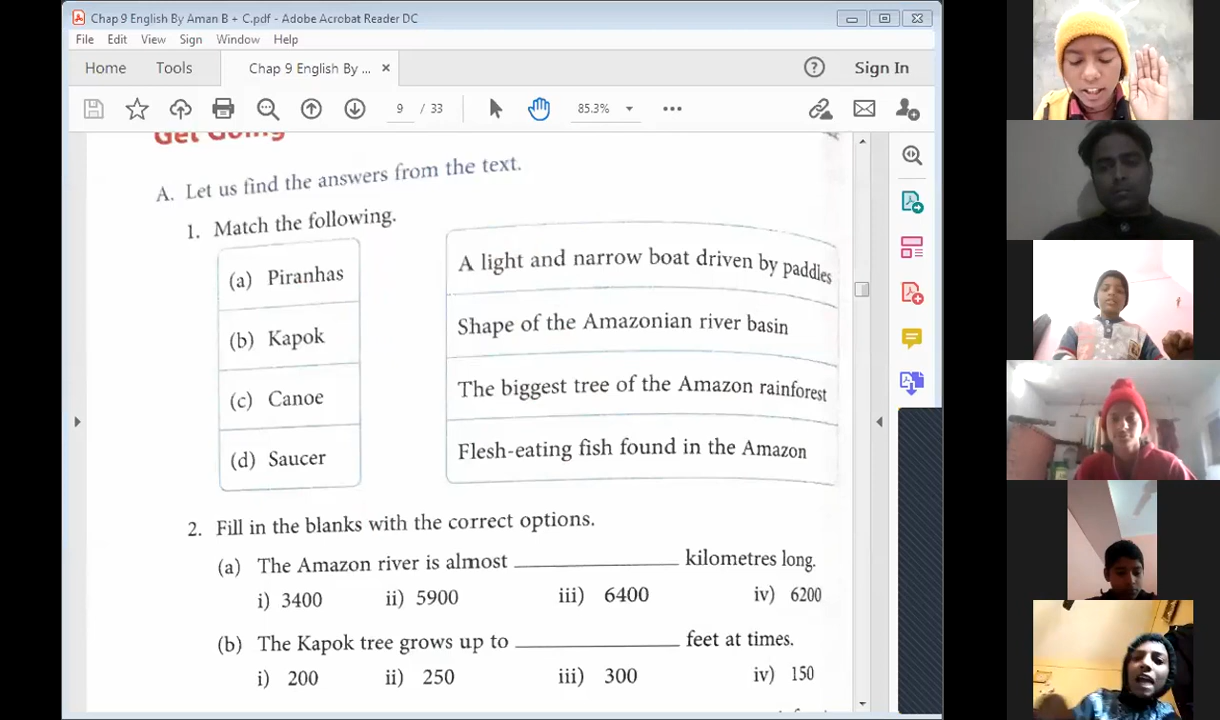 Chap 9 English By Aman B + C.pdf - Adobe Acrobat Reader DC
File Edit View Sign Window Help
Home Tools Chap 9 English By ... × Sign In
9 / 33 85.3%
Get Going
A. Let us find the answers from the text.
1. Match the following.
(a) Piranhas
(b) Kapok
(c) Canoe
(d) Saucer
A light and narrow boat driven by paddles
Shape of the Amazonian river basin
The biggest tree of the Amazon rainforest
Flesh-eating fish found in the Amazon
2. Fill in the blanks with the correct options.
(a) The Amazon river is almost ____________ kilometres long.
i) 3400 ii) 5900 iii) 6400 iv) 6200
(b) The Kapok tree grows up to ____________ feet at times.
i) 200 ii) 250 iii) 300 iv) 150